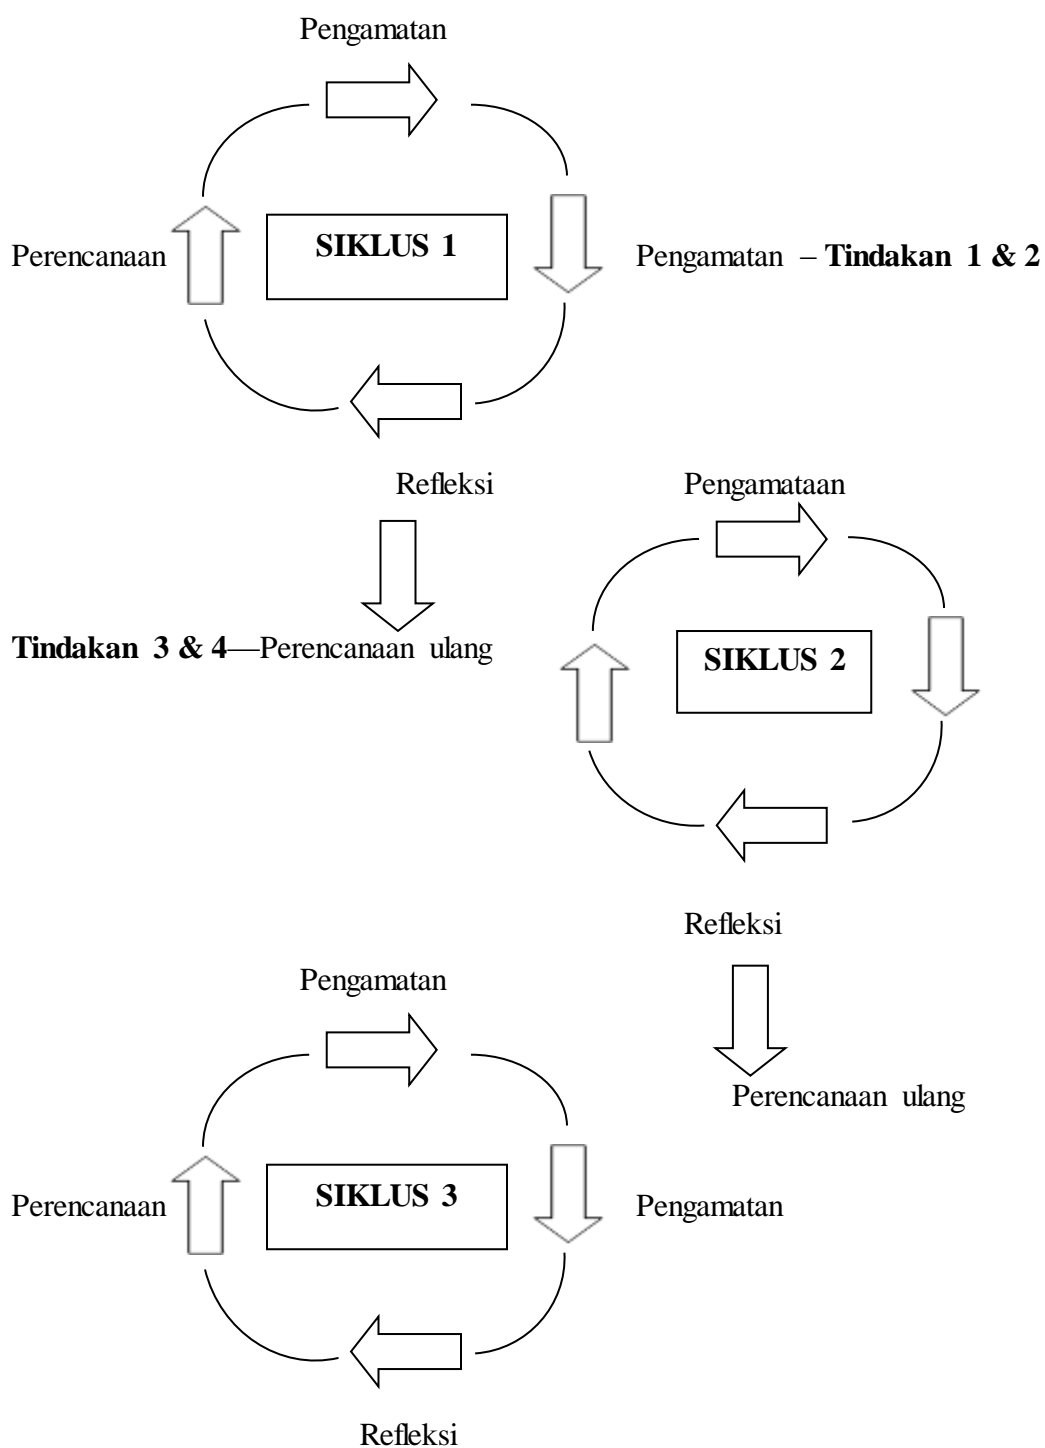 Pengamatan
SIKLUS 1
Perencanaan
Pengamatan – Tindakan 1 & 2
Refleksi
Pengamataan
Tindakan 3 & 4—Perencanaan ulang
SIKLUS 2
Refleksi
Pengamatan
Perencanaan ulang
SIKLUS 3
Perencanaan
Pengamatan
Refleksi